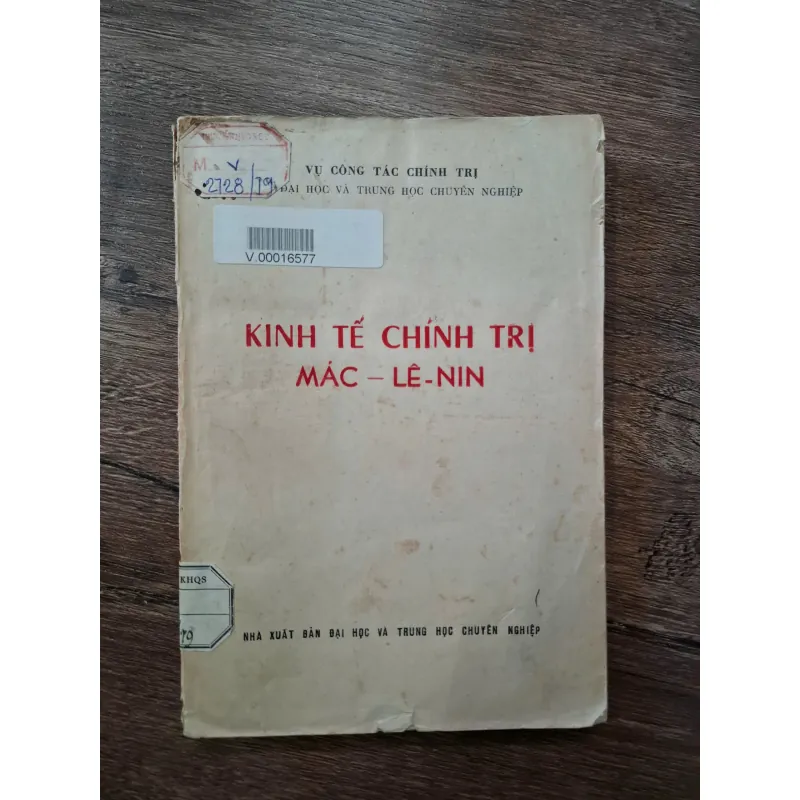 M. V
2728/79
VỤ CÔNG TÁC CHÍNH TRỊ
ĐẠI HỌC VÀ TRUNG HỌC CHUYÊN NGHIỆP
V.00016577
KINH TẾ CHÍNH TRỊ
MÁC – LÊ-NIN
KHQS
79
NHÀ XUẤT BẢN ĐẠI HỌC VÀ TRUNG HỌC CHUYÊN NGHIỆP